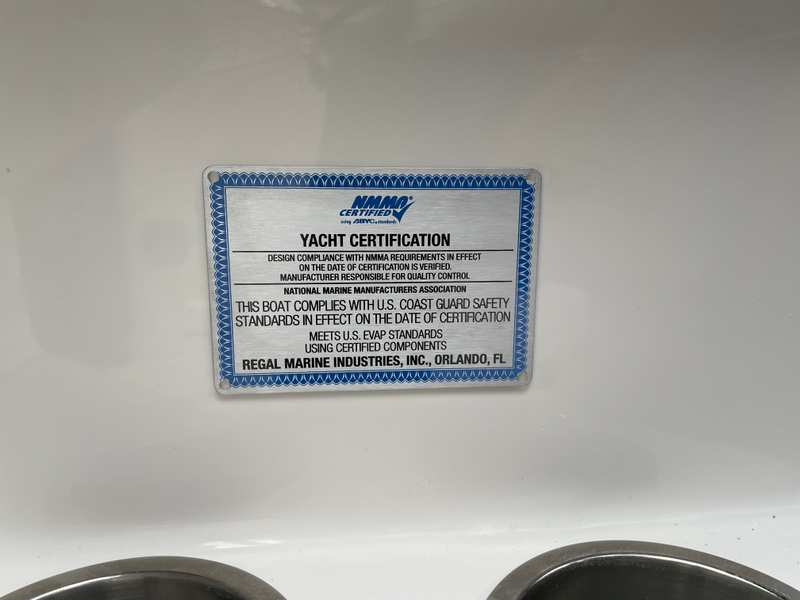 NMMA®
CERTIFIED
using ABYC® standards
YACHT CERTIFICATION
DESIGN COMPLIANCE WITH NMMA REQUIREMENTS IN EFFECT
ON THE DATE OF CERTIFICATION IS VERIFIED.
MANUFACTURER RESPONSIBLE FOR QUALITY CONTROL
NATIONAL MARINE MANUFACTURERS ASSOCIATION
THIS BOAT COMPLIES WITH U.S. COAST GUARD SAFETY
STANDARDS IN EFFECT ON THE DATE OF CERTIFICATION
MEETS U.S. EVAP STANDARDS
USING CERTIFIED COMPONENTS
REGAL MARINE INDUSTRIES, INC., ORLANDO, FL